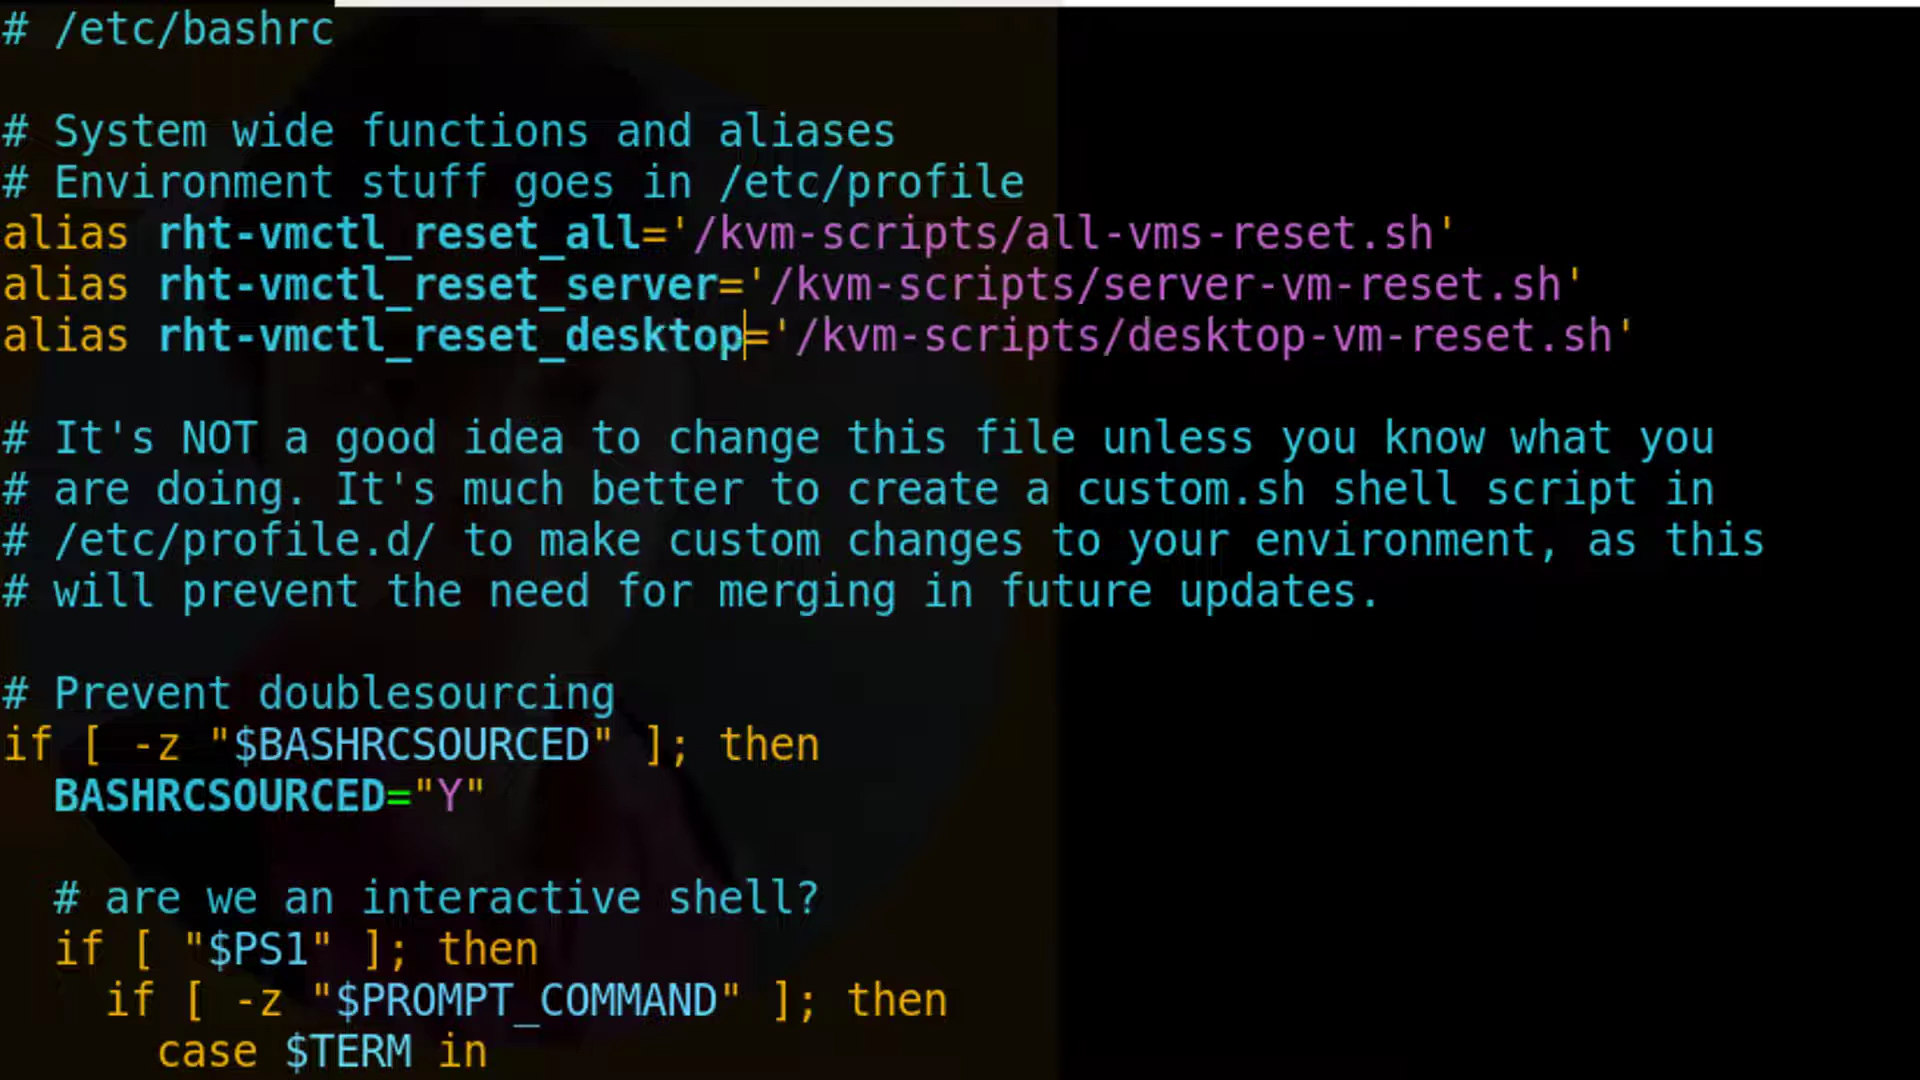 # /etc/bashrc
# System wide functions and aliases
# Environment stuff goes in /etc/profile
alias rht-vmctl_reset_all='/kvm-scripts/all-vms-reset.sh'
alias rht-vmctl_reset_server='/kvm-scripts/server-vm-reset.sh'
alias rht-vmctl_reset_desktop='/kvm-scripts/desktop-vm-reset.sh'
# It's NOT a good idea to change this file unless you know what you
# are doing. It's much better to create a custom.sh shell script in
# /etc/profile.d/ to make custom changes to your environment, as this
# will prevent the need for merging in future updates.
# Prevent doublesourcing
if [ -z "$BASHRCSOURCED" ]; then
  BASHRCSOURCED="Y"
  # are we an interactive shell?
  if [ "$PS1" ]; then
    if [ -z "$PROMPT_COMMAND" ]; then
      case $TERM in